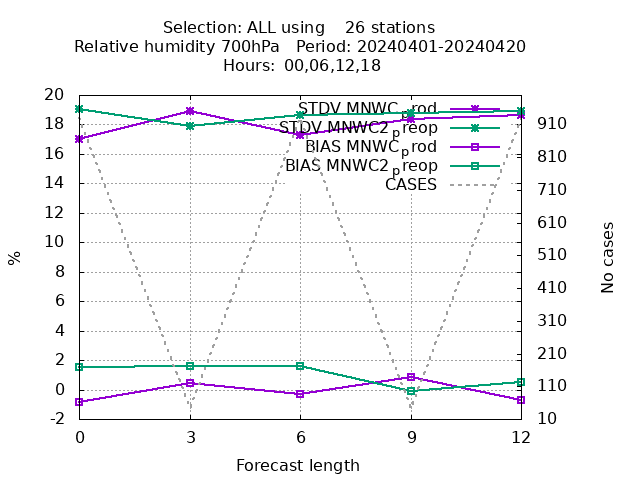 Selection: ALL using    26 stations
Relative humidity 700hPa   Period: 20240401-20240420
Hours: 00,06,12,18
STDV MNWC_prod
STDV MNWC2_preop
BIAS MNWC_prod
BIAS MNWC2_preop
CASES
%
20
18
16
14
12
10
8
6
4
2
0
-2
910
810
710
610
510
410
310
210
110
10
No cases
0 3 6 9 12
Forecast length